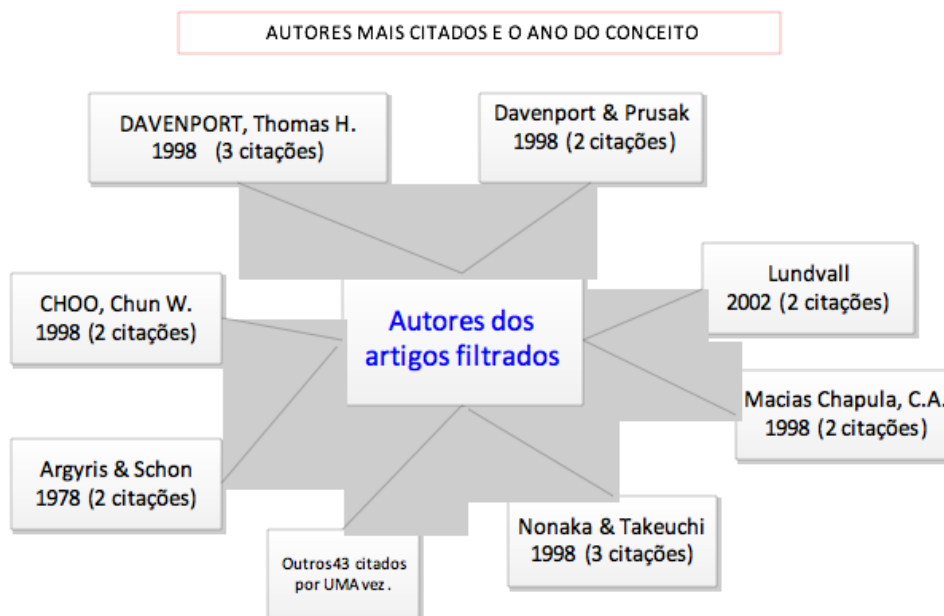 AUTORES MAIS CITADOS E O ANO DO CONCEITO
DAVENPORT, Thomas H.
1998 (3 citações)
Davenport & Prusak
1998 (2 citações)
CHOO, Chun W.
1998 (2 citações)
Autores dos
artigos filtrados
Lundvall
2002 (2 citações)
Macias Chapula, C.A.
1998 (2 citações)
Argyris & Schon
1978 (2 citações)
Nonaka & Takeuchi
1998 (3 citações)
Outros43 citados
por UMA vez.